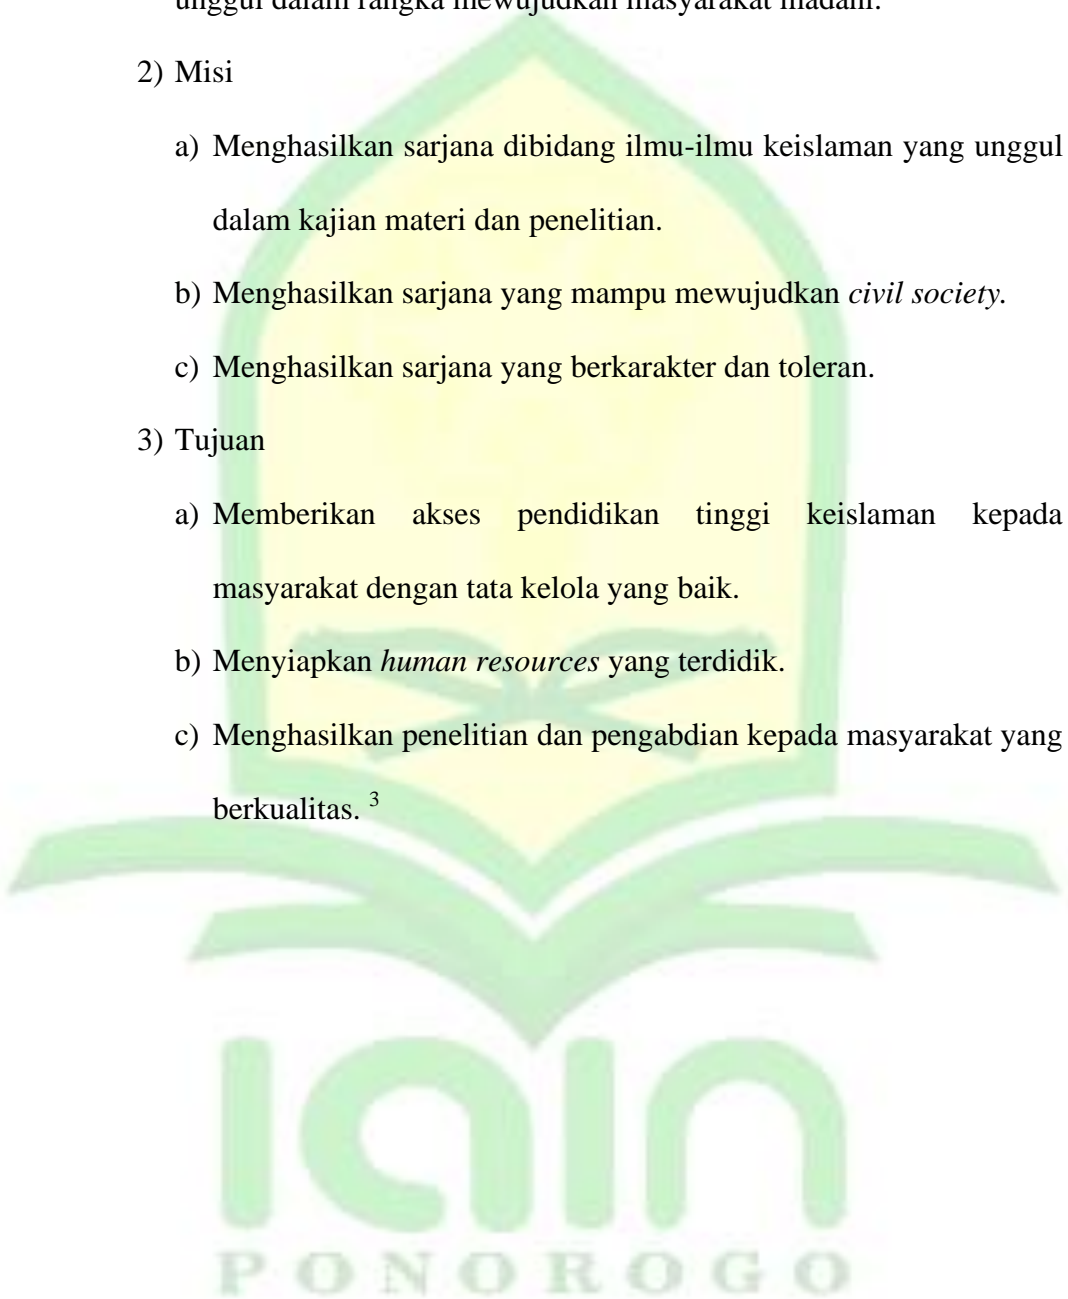 unggul dalam rangka mewujudkan masyarakat madani.
2) Misi
a) Menghasilkan sarjana dibidang ilmu-ilmu keislaman yang unggul
dalam kajian materi dan penelitian.
b) Menghasilkan sarjana yang mampu mewujudkan civil society.
c) Menghasilkan sarjana yang berkarakter dan toleran.
3) Tujuan
a) Memberikan akses pendidikan tinggi keislaman kepada
masyarakat dengan tata kelola yang baik.
b) Menyiapkan human resources yang terdidik.
c) Menghasilkan penelitian dan pengabdian kepada masyarakat yang
berkualitas. 3
iain
PONOROGO